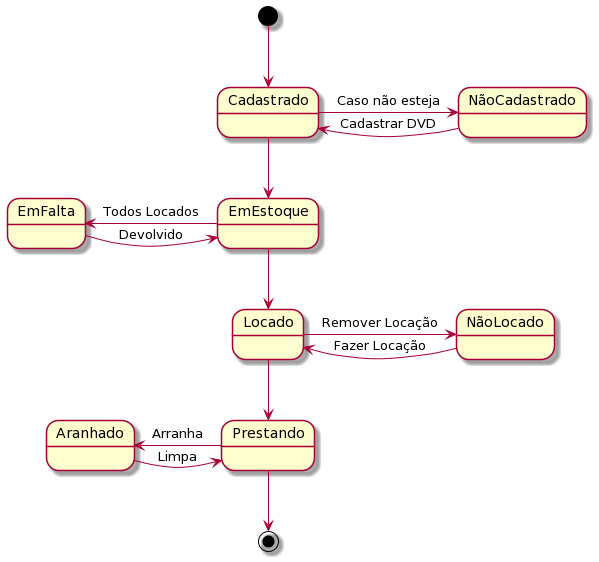 Cadastrado
Caso não esteja
NãoCadastrado
Cadastrar DVD
EmFalta
Todos Locados
EmEstoque
Devolvido
Locado
Remover Locação
NãoLocado
Fazer Locação
Aranhado
Arranha
Prestando
Limpa